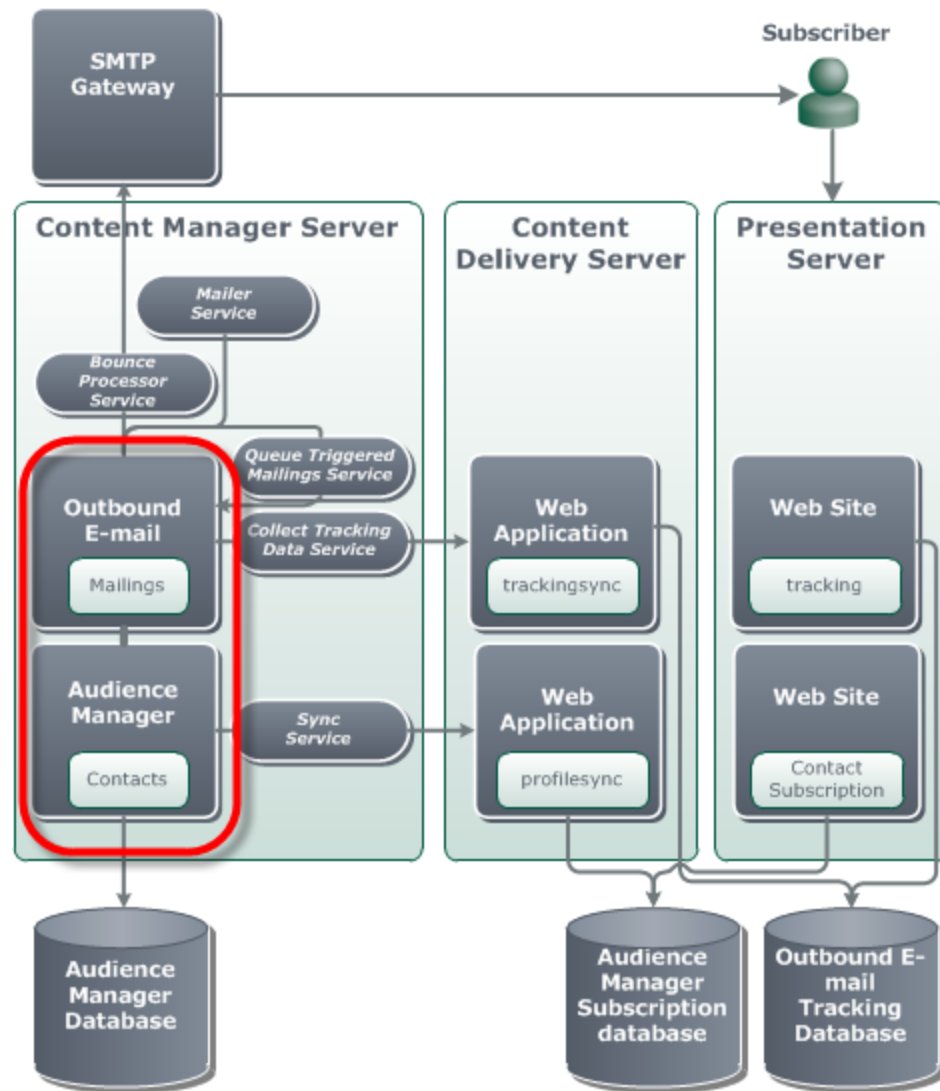 Subscriber
SMTP
Gateway
Content Manager Server
Content
Delivery Server
Presentation
Server
Mailer
Service
Bounce
Processor
Service
Queue Triggered
Mailings Service
Outbound
E-mail
Mailings
Collect Tracking
Data Service
Web
Application
trackingsync
Web Site
tracking
Audience
Manager
Contacts
Sync
Service
Web
Application
profilesync
Web Site
Contact
Subscription
Audience
Manager
Database
Audience
Manager
Subscription
database
Outbound E-
mail
Tracking
Database